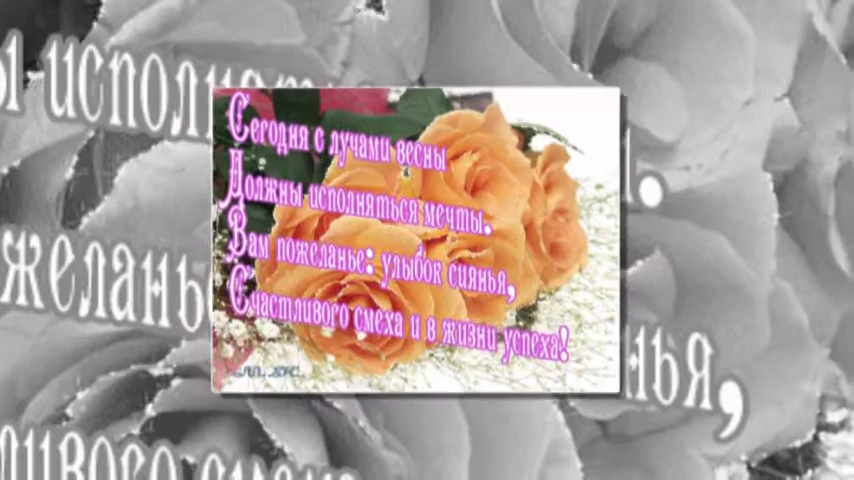 Сегодня с лучами весны
Должны исполняться мечты.
Вам пожеланье: улыбок сиянья,
Счастливого смеха и в жизни успеха!